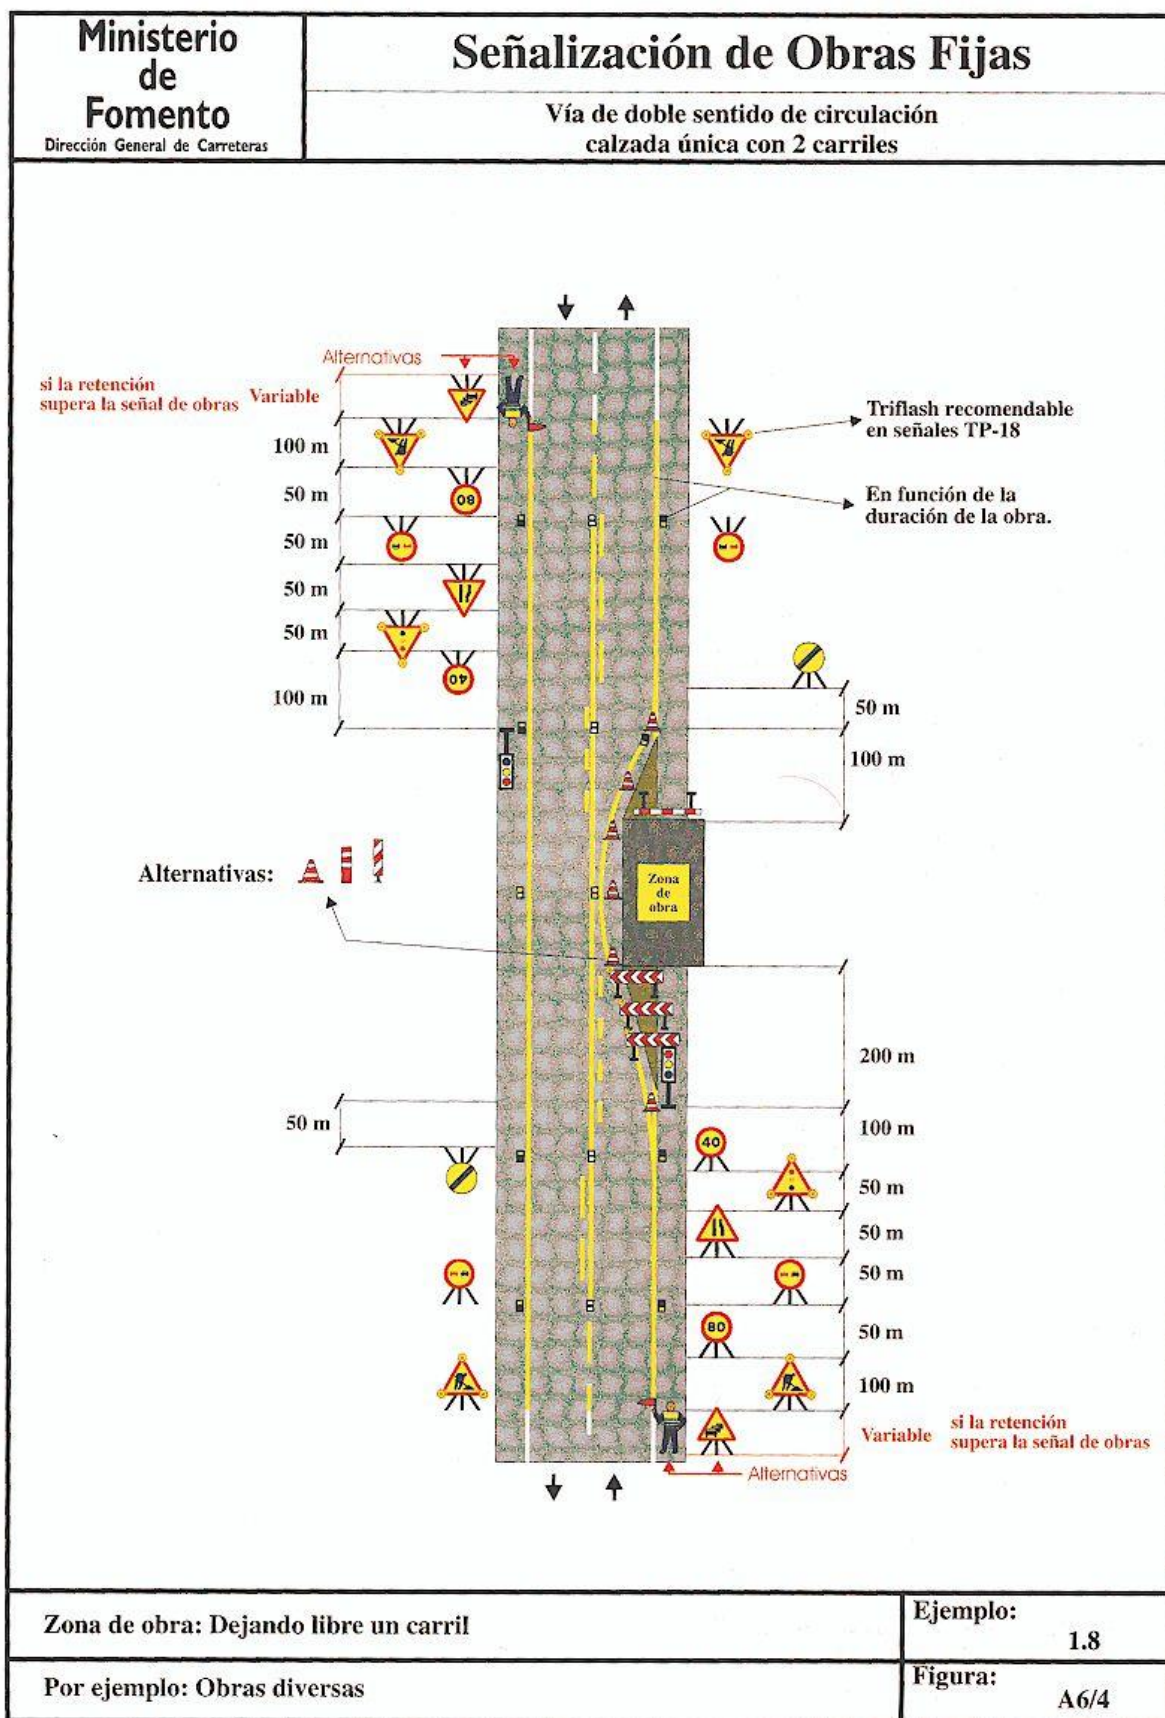 Ministerio
de
Fomento
Dirección General de Carreteras
Señalización de Obras Fijas
Vía de doble sentido de circulación
calzada única con 2 carriles
Alternativas
si la retención
supera la señal de obras
Variable
100 m
50 m
80
50 m
50 m
50 m
40
100 m
Triflash recomendable
en señales TP-18
En función de la
duración de la obra.
50 m
100 m
Alternativas:
Zona
de
obra
200 m
50 m
100 m
40
50 m
50 m
50 m
80
50 m
100 m
Variable
si la retención
supera la señal de obras
Alternativas
Zona de obra: Dejando libre un carril
Ejemplo:
1.8
Por ejemplo: Obras diversas
Figura:
A6/4